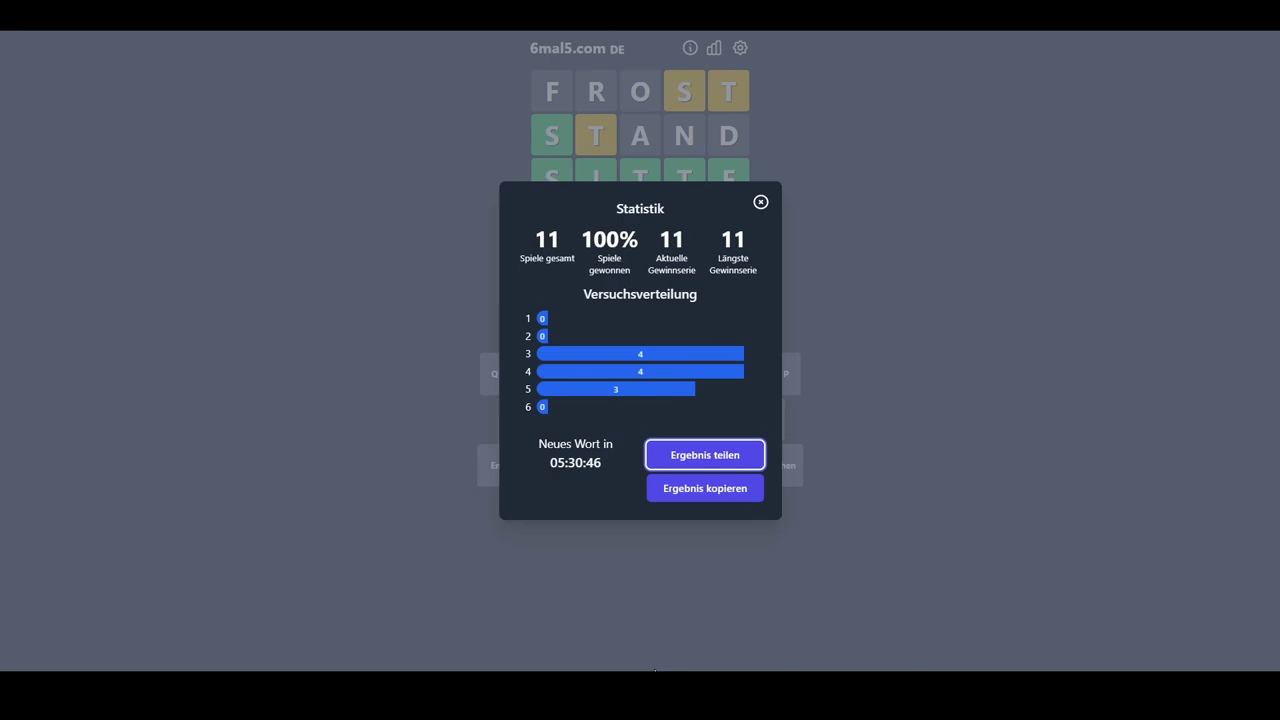 6mal5.com DE
F R O S T
S T A N D
S I T T E
Statistik
11 100% 11 11
Spiele gesamt Spiele gewonnen Aktuelle Gewinnserie Längste Gewinnserie
Versuchsverteilung
1 0
2 0
3 4
4 4
5 3
6 0
Q P
Neues Wort in
05:30:46
Ergebnis teilen
Ergebnis kopieren